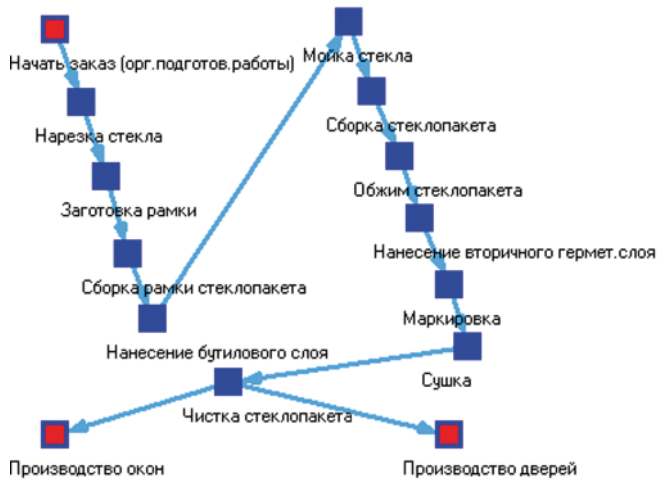 Начать заказ (орг.подготов.работы)
Нарезка стекла
Заготовка рамки
Сборка рамки стеклопакета
Нанесение бутилового слоя
Мойка стекла
Сборка стеклопакета
Обжим стеклопакета
Нанесение вторичного гермет.слоя
Маркировка
Сушка
Чистка стеклопакета
Производство окон
Производство дверей